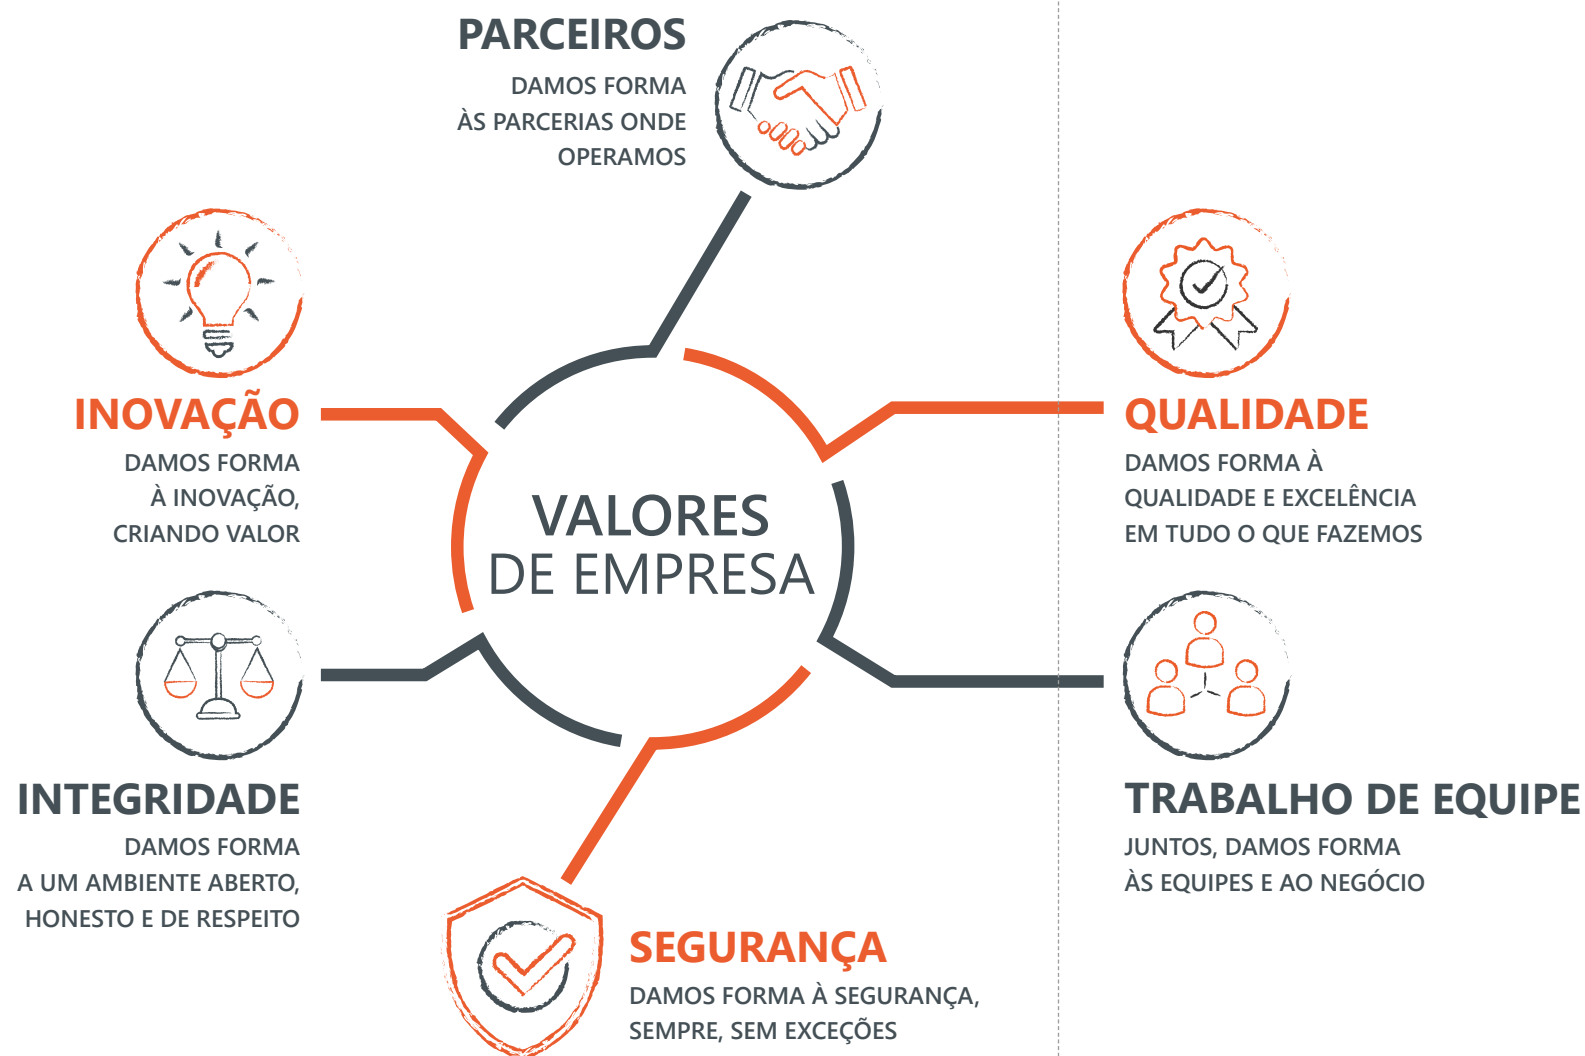 PARCEIROS
DAMOS FORMA
ÀS PARCERIAS ONDE
OPERAMOS
INOVAÇÃO
DAMOS FORMA
À INOVAÇÃO,
CRIANDO VALOR
QUALIDADE
DAMOS FORMA À
QUALIDADE E EXCELÊNCIA
EM TUDO O QUE FAZEMOS
VALORES
DE EMPRESA
INTEGRIDADE
DAMOS FORMA
A UM AMBIENTE ABERTO,
HONESTO E DE RESPEITO
TRABALHO DE EQUIPE
JUNTOS, DAMOS FORMA
ÀS EQUIPES E AO NEGÓCIO
SEGURANÇA
DAMOS FORMA À SEGURANÇA,
SEMPRE, SEM EXCEÇÕES